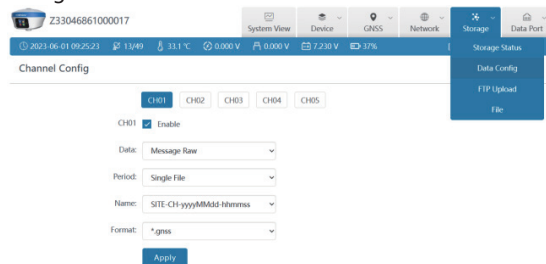 Z33046861000017
System View
Device
GNSS
Network
Storage
Data Port
2023-06-01 09:25:23 13/49 33.1 °C 0.000 V 0.000 V 7.230 V 37%
Storage Status
Data Config
FTP Upload
File
Channel Config
CH01 CH02 CH03 CH04 CH05
CH01 Enable
Data: Message Raw
Period: Single File
Name: SITE-CH-yyyyMMdd-hhmmss
Format: *.gnss
Apply